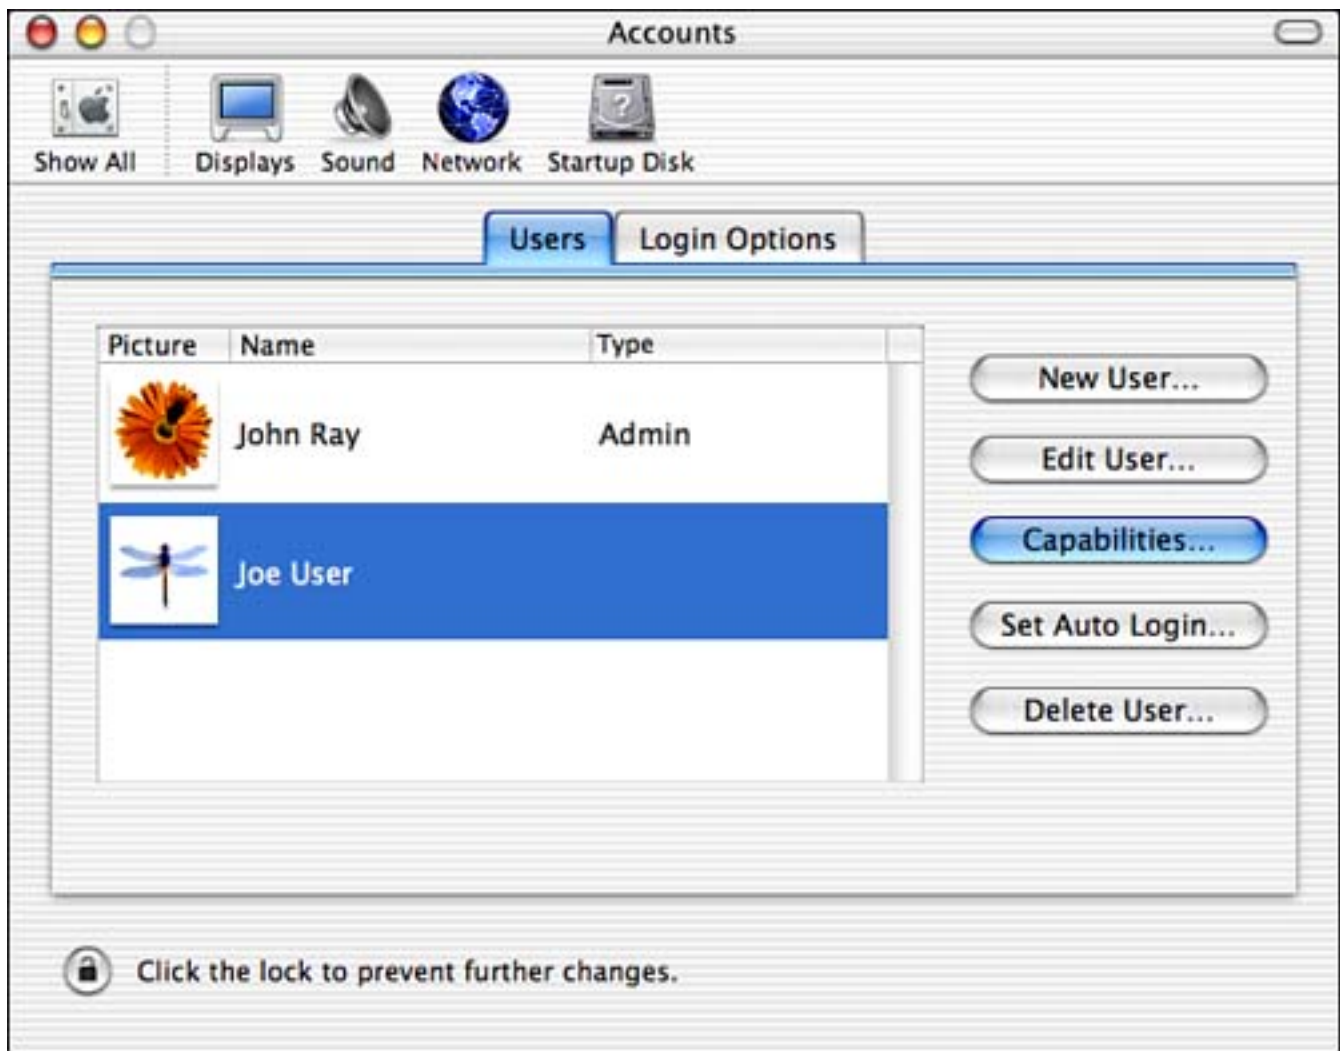 Accounts
Show All
Displays
Sound
Network
Startup Disk
Users
Login Options
Picture
Name
Type
John Ray
Admin
Joe User
New User...
Edit User...
Capabilities...
Set Auto Login...
Delete User...
Click the lock to prevent further changes.